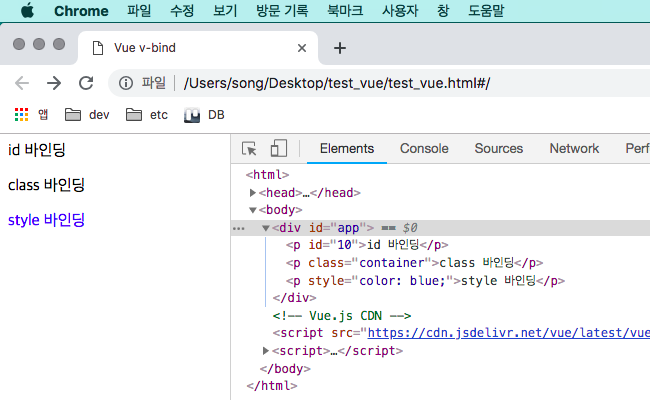 Chrome 파일 수정 보기 방문 기록 북마크 사용자 창 도움말
Vue v-bind
파일 /Users/song/Desktop/test_vue/test_vue.html#/
앱 dev etc DB
id 바인딩
class 바인딩
style 바인딩
Elements Console Sources Network Perf
<html>
<head>…</head>
<body>
<div id="app"> == $0
<p id="10">id 바인딩</p>
<p class="container">class 바인딩</p>
<p style="color: blue;">style 바인딩</p>
</div>
<!-- Vue.js CDN -->
<script src="https://cdn.jsdelivr.net/vue/latest/vue
<script>…</script>
</body>
</html>